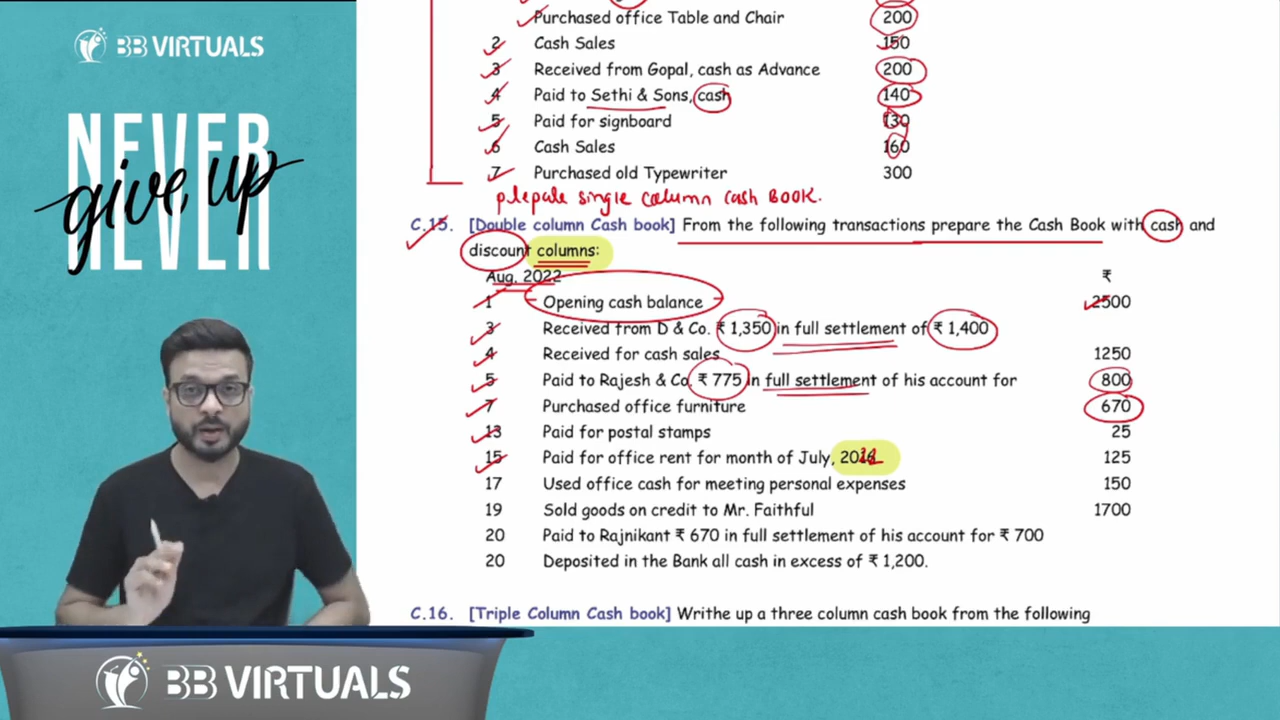 BB VIRTUALS
NEVER
give up
NEVER
Purchased office Table and Chair 200
2 Cash Sales 150
3 Received from Gopal, cash as Advance 200
4 Paid to Sethi & Sons, cash 140
5 Paid for signboard 130
6 Cash Sales 160
7 Purchased old Typewriter 300
prepare single column cash BOOK.
C.15. [Double column Cash book] From the following transactions prepare the Cash Book with cash and
discount columns:
Aug, 2022 ₹
1 Opening cash balance 2500
3 Received from D & Co. ₹ 1,350 in full settlement of ₹ 1,400
4 Received for cash sales 1250
5 Paid to Rajesh & Co. ₹ 775 in full settlement of his account for 800
7 Purchased office furniture 670
13 Paid for postal stamps 25
15 Paid for office rent for month of July, 125
17 Used office cash for meeting personal expenses 150
19 Sold goods on credit to Mr. Faithful 1700
20 Paid to Rajnikant ₹ 670 in full settlement of his account for ₹ 700
20 Deposited in the Bank all cash in excess of ₹ 1,200.
C.16. [Triple Column Cash book] Writhe up a three column cash book from the following
BB VIRTUALS